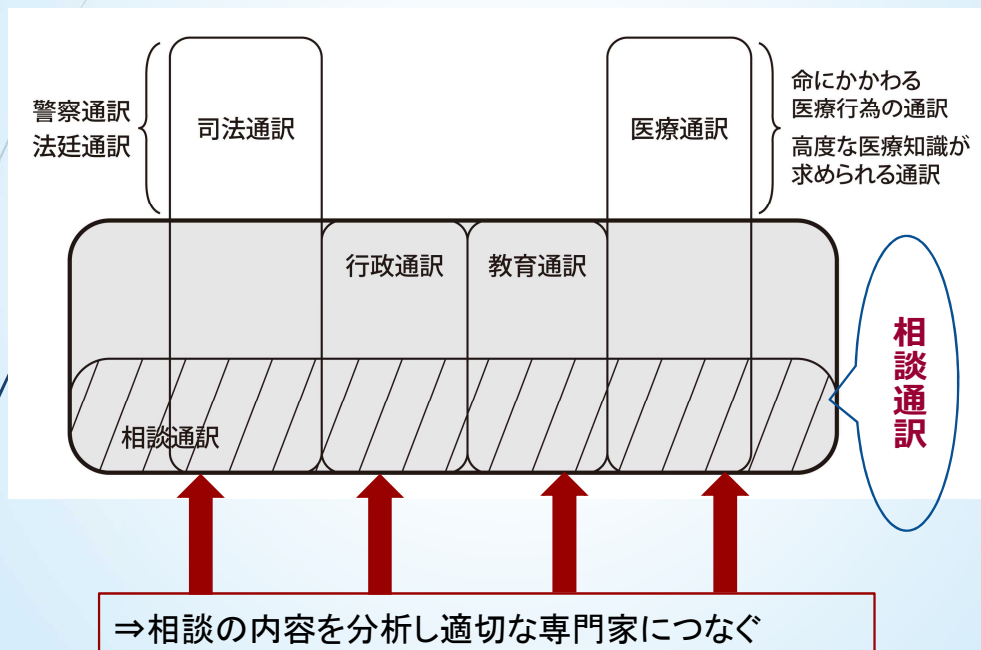 警察通訳
法廷通訳
司法通訳
医療通訳
命にかかわる
医療行為の通訳
高度な医療知識が
求められる通訳
行政通訳
教育通訳
相談通訳
相談通訳
⇒相談の内容を分析し適切な専門家につなぐ